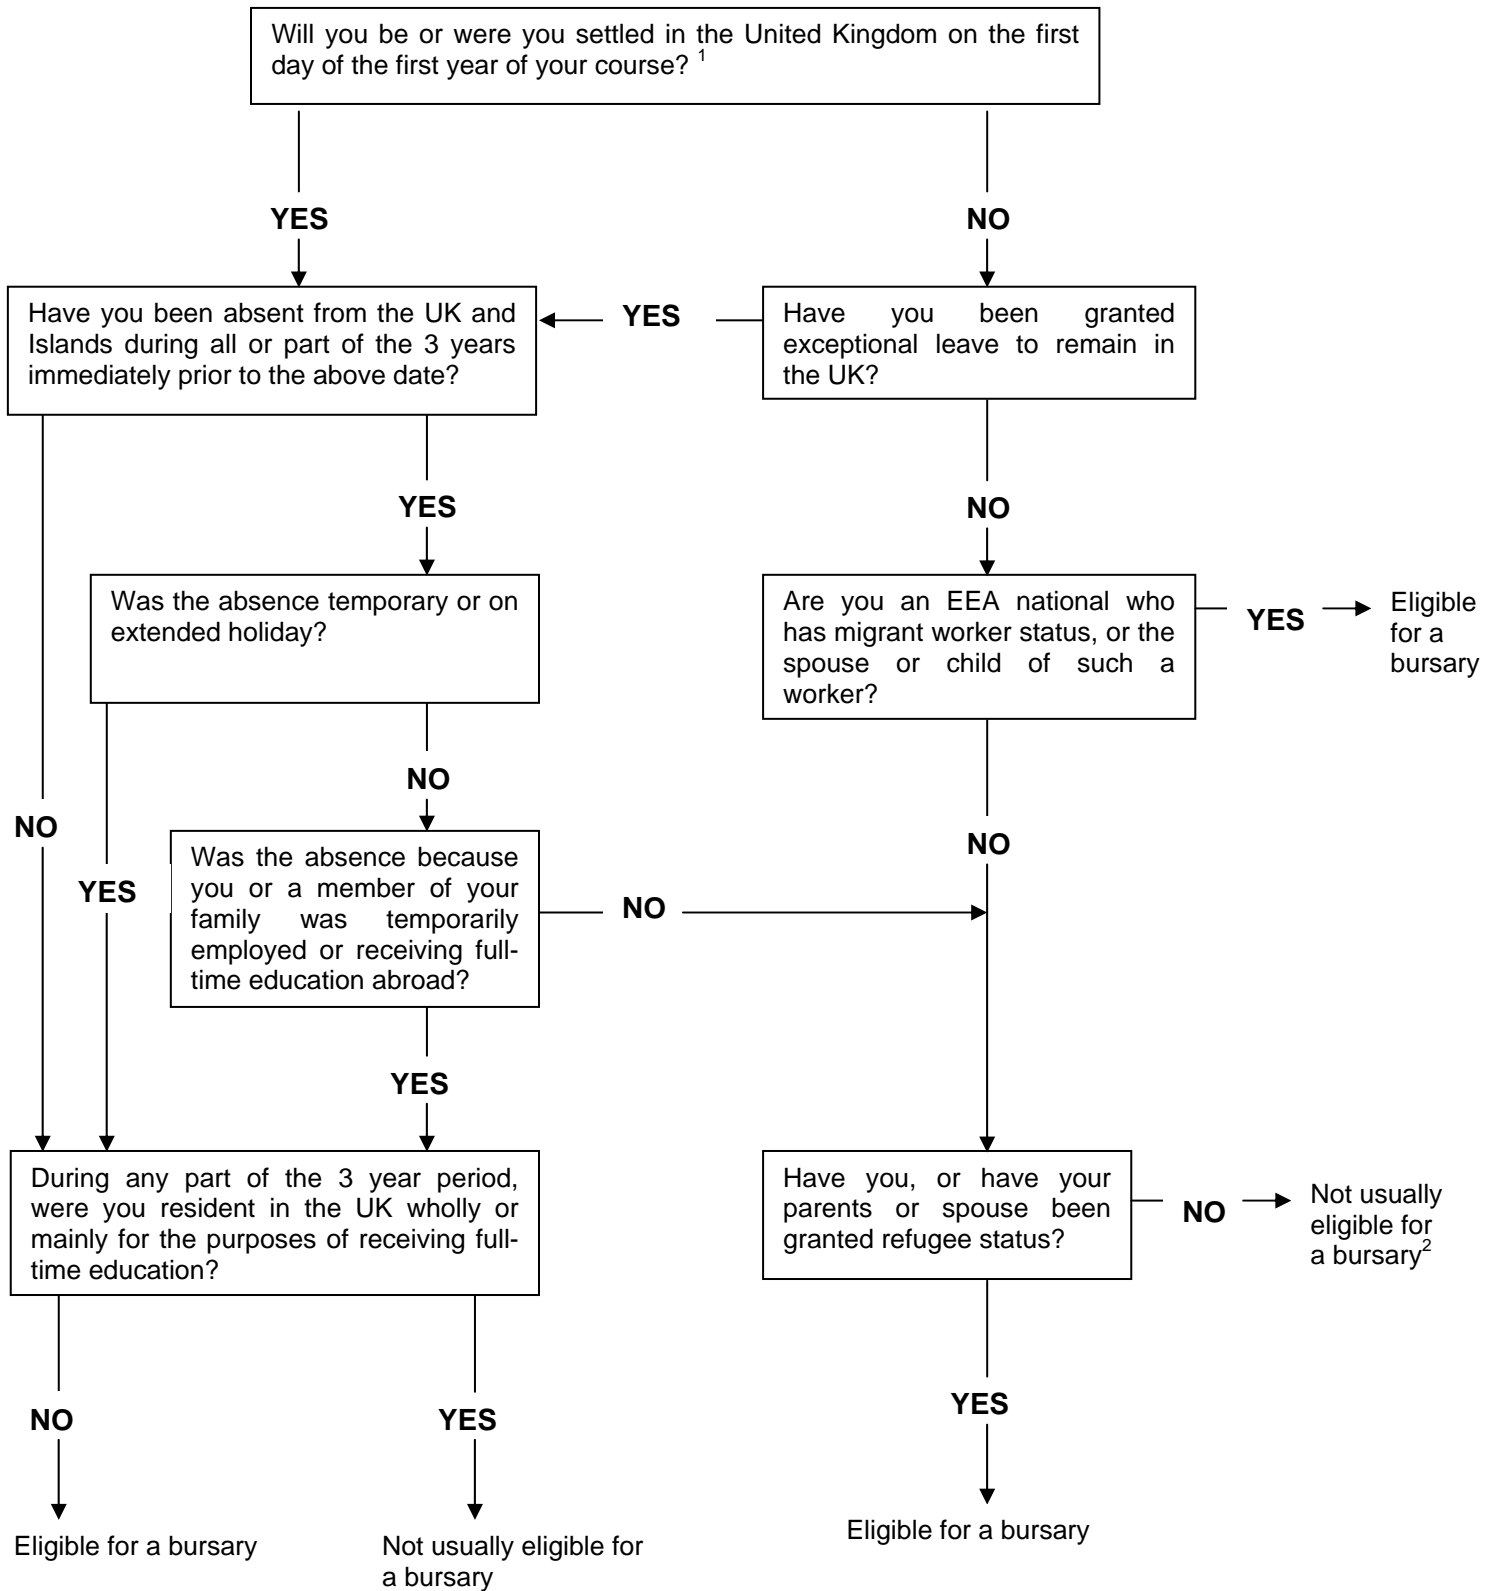 Will you be or were you settled in the United Kingdom on the first
day of the first year of your course? 1
YES
NO
Have you been absent from the UK and
Islands during all or part of the 3 years
immediately prior to the above date?
YES
Have you been granted
exceptional leave to remain in
the UK?
YES
NO
Was the absence temporary or on
extended holiday?
Are you an EEA national who
has migrant worker status, or the
spouse or child of such a
worker?
YES
Eligible
for a
bursary
NO
NO
YES
Was the absence because
you or a member of your
family was temporarily
employed or receiving full-
time education abroad?
NO
NO
YES
During any part of the 3 year period,
were you resident in the UK wholly or
mainly for the purposes of receiving full-
time education?
Have you, or have your
parents or spouse been
granted refugee status?
NO
Not usually
eligible for
a bursary2
NO
YES
YES
Eligible for a bursary
Not usually eligible for
a bursary
Eligible for a bursary